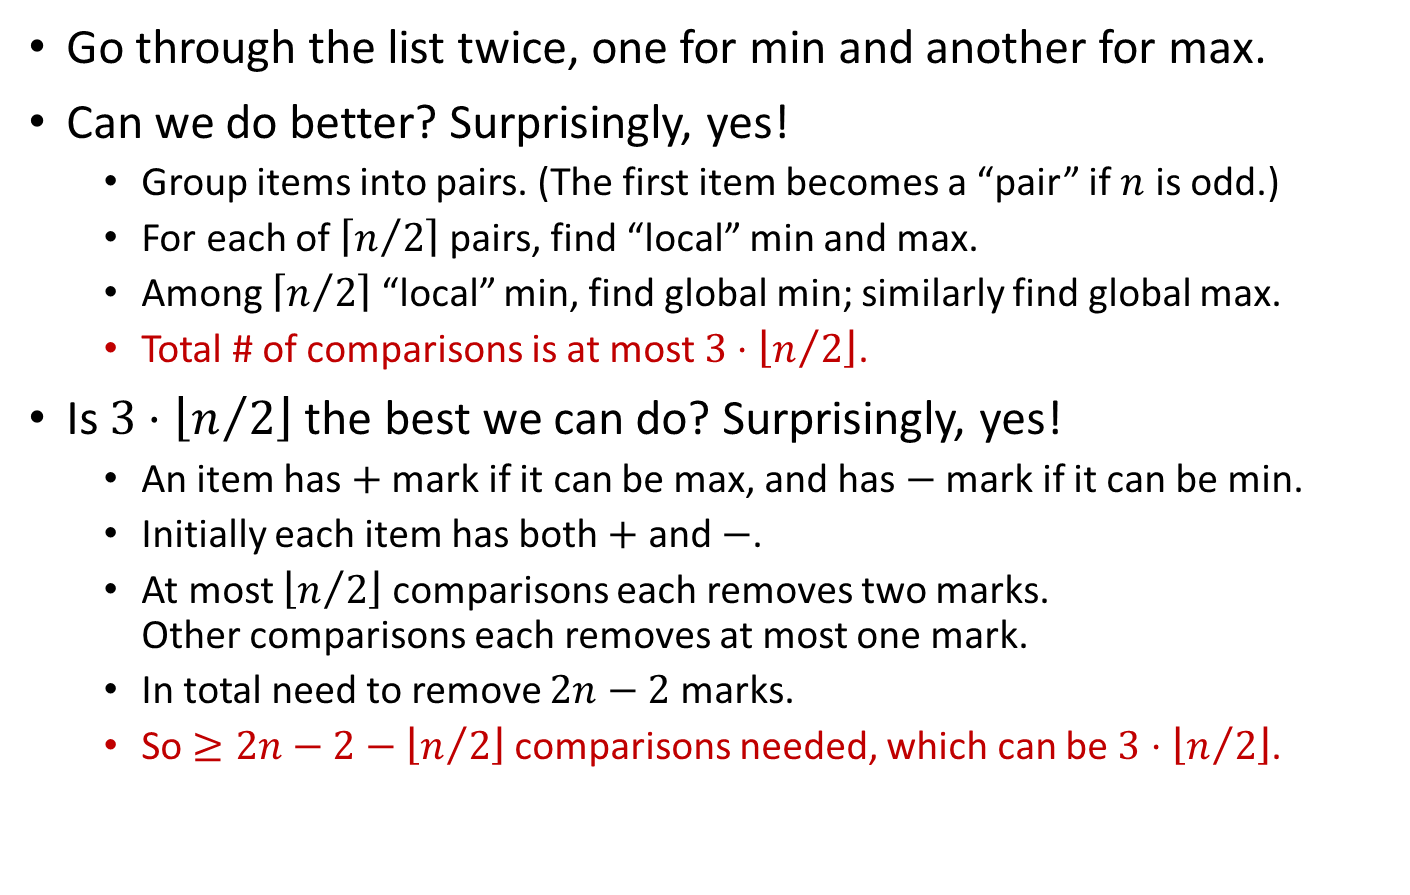 • Go through the list twice, one for min and another for max.
• Can we do better? Surprisingly, yes!
• Group items into pairs. (The first item becomes a “pair” if 𝑛 is odd.)
• For each of ⌈𝑛/2⌉ pairs, find “local” min and max.
• Among ⌈𝑛/2⌉ “local” min, find global min; similarly find global max.
• Total # of comparisons is at most 3 ⋅ ⌊𝑛/2⌋.
• Is 3 ⋅ ⌊𝑛/2⌋ the best we can do? Surprisingly, yes!
• An item has + mark if it can be max, and has − mark if it can be min.
• Initially each item has both + and −.
• At most ⌊𝑛/2⌋ comparisons each removes two marks.
Other comparisons each removes at most one mark.
• In total need to remove 2𝑛 − 2 marks.
• So ≥ 2𝑛 − 2 − ⌊𝑛/2⌋ comparisons needed, which can be 3 ⋅ ⌊𝑛/2⌋.